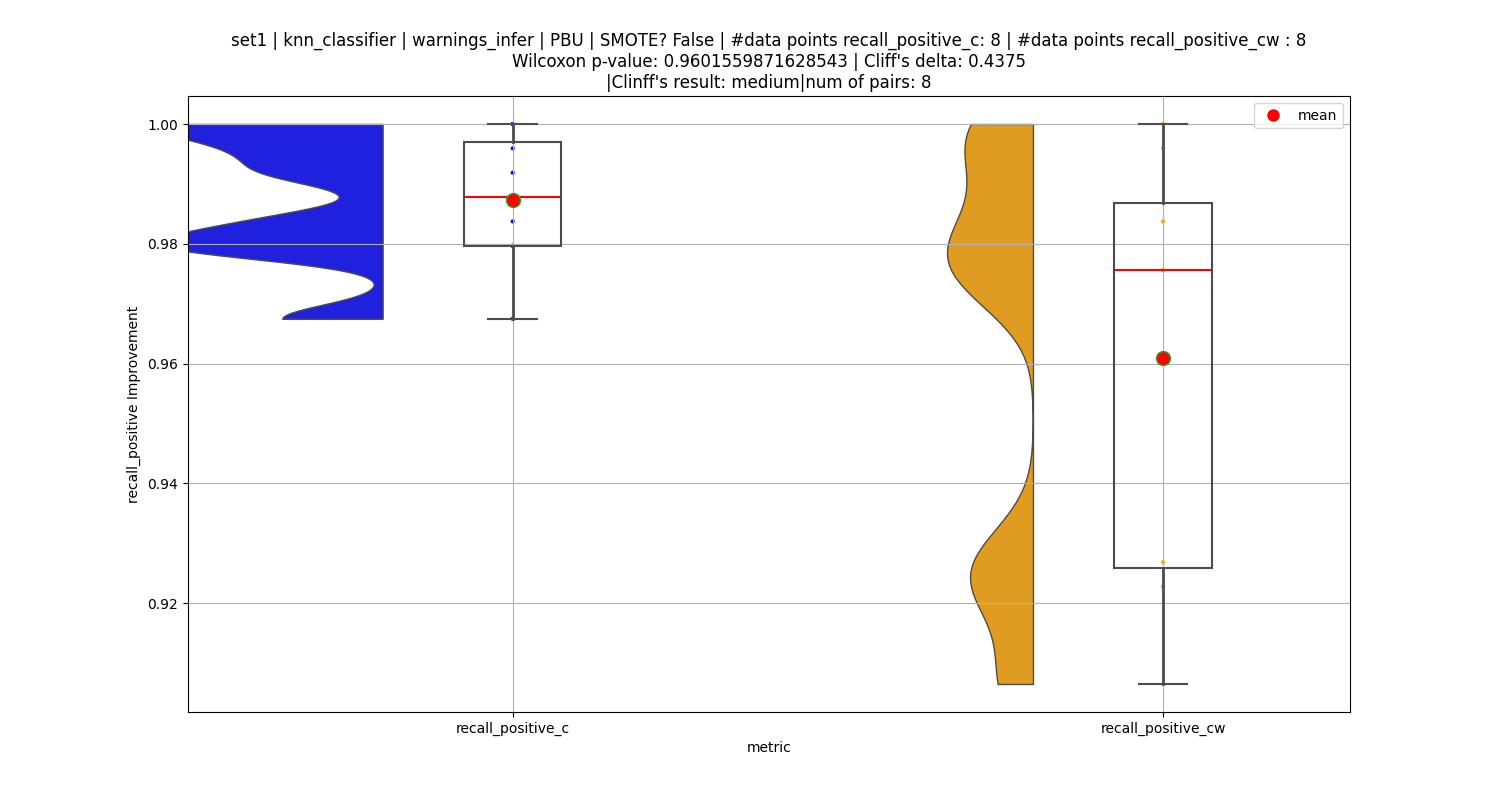 set1 | knn_classifier | warnings_infer | PBU | SMOTE? False | #data points recall_positive_c: 8 | #data points recall_positive_cw : 8
Wilcoxon p-value: 0.9601559871628543 | Cliff's delta: 0.4375
|Clinff's result: medium|num of pairs: 8
mean
1.00
0.98
0.96
0.94
0.92
recall_positive Improvement
recall_positive_c
recall_positive_cw
metric